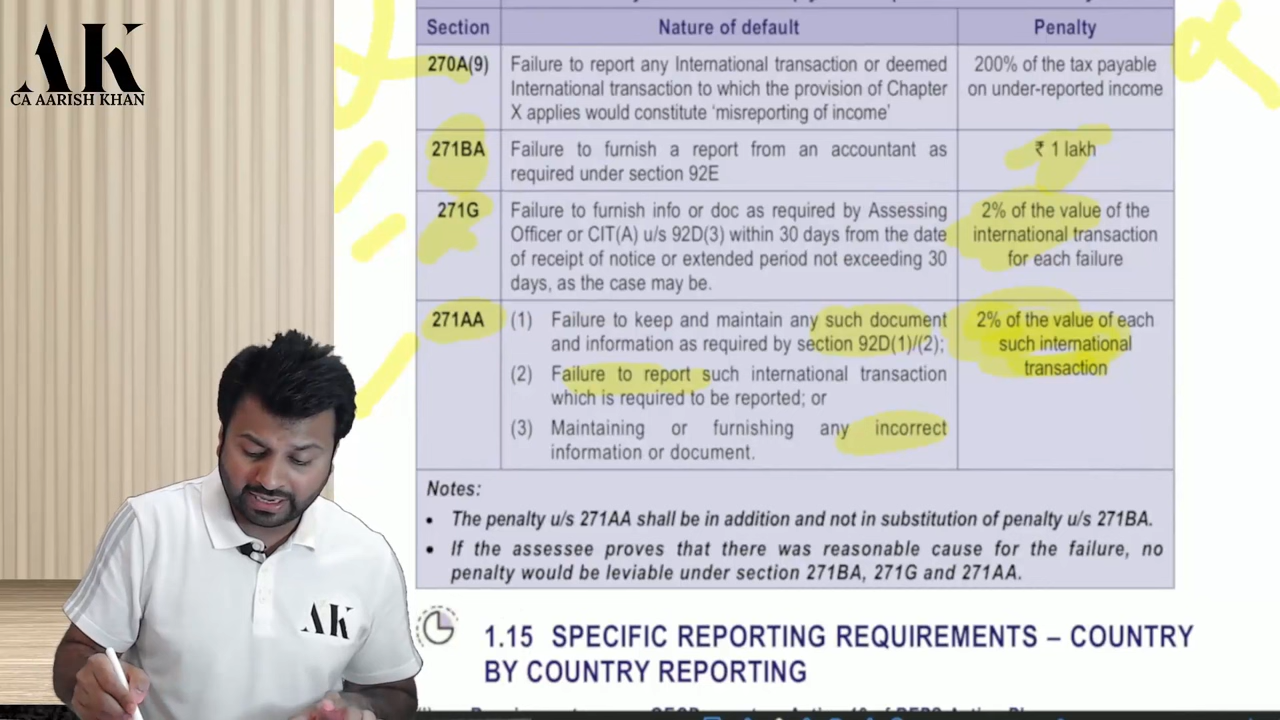 AK
CA AARISH KHAN
Section Nature of default Penalty
270A(9) Failure to report any International transaction or deemed 200% of the tax payable
International transaction to which the provision of Chapter on under-reported income
X applies would constitute ‘misreporting of income’
271BA Failure to furnish a report from an accountant as ₹ 1 lakh
required under section 92E
271G Failure to furnish info or doc as required by Assessing 2% of the value of the
Officer or CIT(A) u/s 92D(3) within 30 days from the date international transaction
of receipt of notice or extended period not exceeding 30 for each failure
days, as the case may be.
271AA (1) Failure to keep and maintain any such document 2% of the value of each
and information as required by section 92D(1)/(2); such international
(2) Failure to report such international transaction transaction
which is required to be reported; or
(3) Maintaining or furnishing any incorrect
information or document.
Notes:
• The penalty u/s 271AA shall be in addition and not in substitution of penalty u/s 271BA.
• If the assessee proves that there was reasonable cause for the failure, no
penalty would be leviable under section 271BA, 271G and 271AA.
AK
1.15 SPECIFIC REPORTING REQUIREMENTS – COUNTRY
BY COUNTRY REPORTING